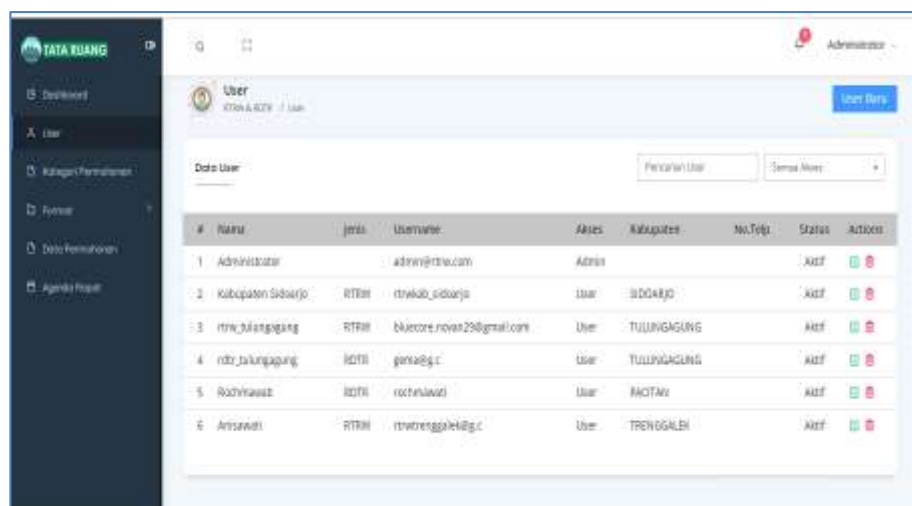 TATA RUANG
Administrator
Dashboard
User
Kategori Permohonan
Format
Data Permohonan
Agenda Rapat
User
RTRW & RDTR / User
User Baru
Data User
Pencarian User
Semua Akses
# Nama Jenis Username Akses Kabupaten No.Telp Status Actions
1 Administrator admin@rtrw.com Admin Aktif
2 Kabupaten Sidoarjo RTRW rtrwkab_sidoarjo User SIDOARJO Aktif
3 rtrw_tulungagung RTRW bluecore.novan29@gmail.com User TULUNGAGUNG Aktif
4 rdtr_tulungagung RDTR gema@g.c User TULUNGAGUNG Aktif
5 Rochmawati RDTR rochmawati User PACITAN Aktif
6 Anisawati RTRW rtrwtrenggalek@g.c User TRENGGALEK Aktif